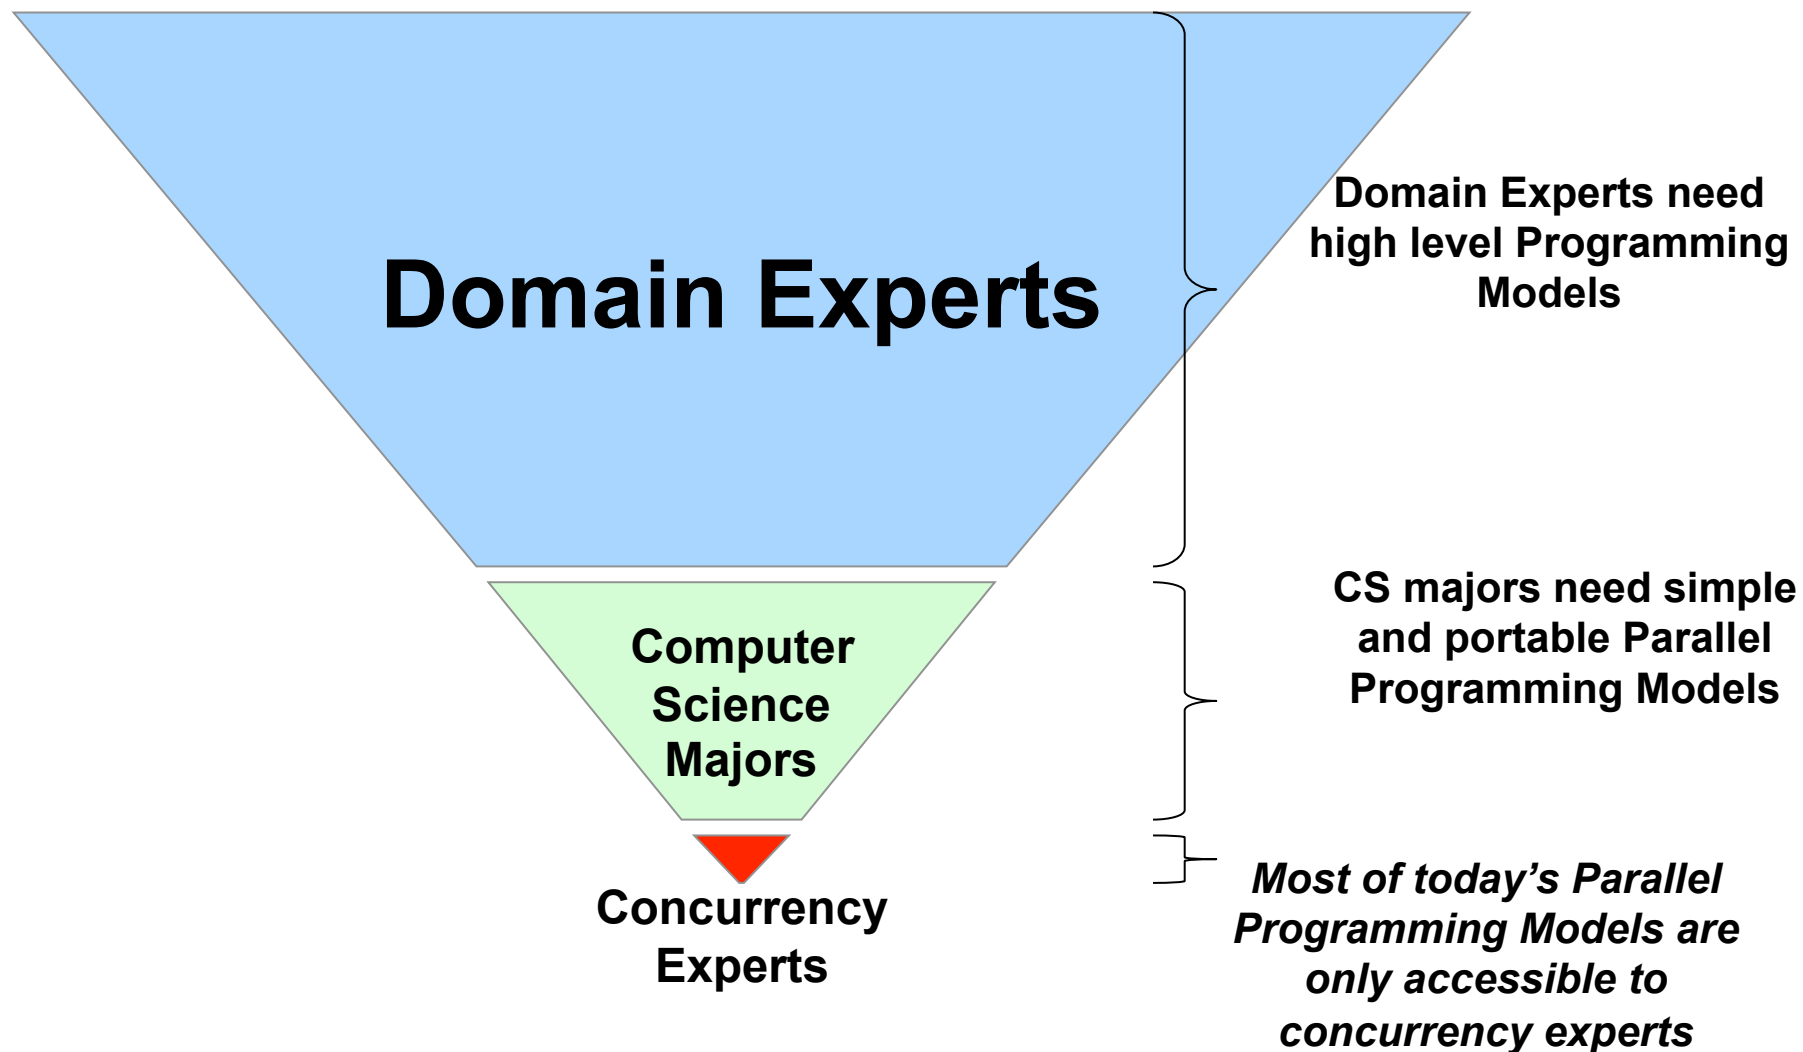 Domain Experts
Domain Experts need
high level Programming
Models
Computer
Science
Majors
CS majors need simple
and portable Parallel
Programming Models
Concurrency
Experts
Most of today’s Parallel
Programming Models are
only accessible to
concurrency experts